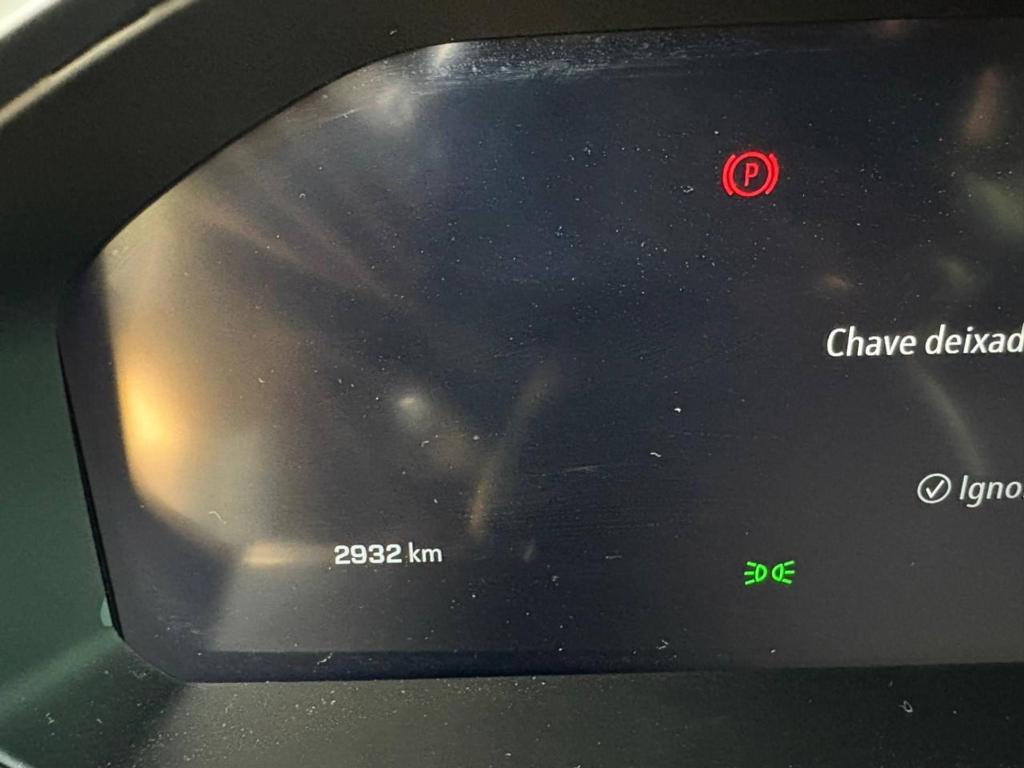 P
Chave deixad
Igno
2932 km